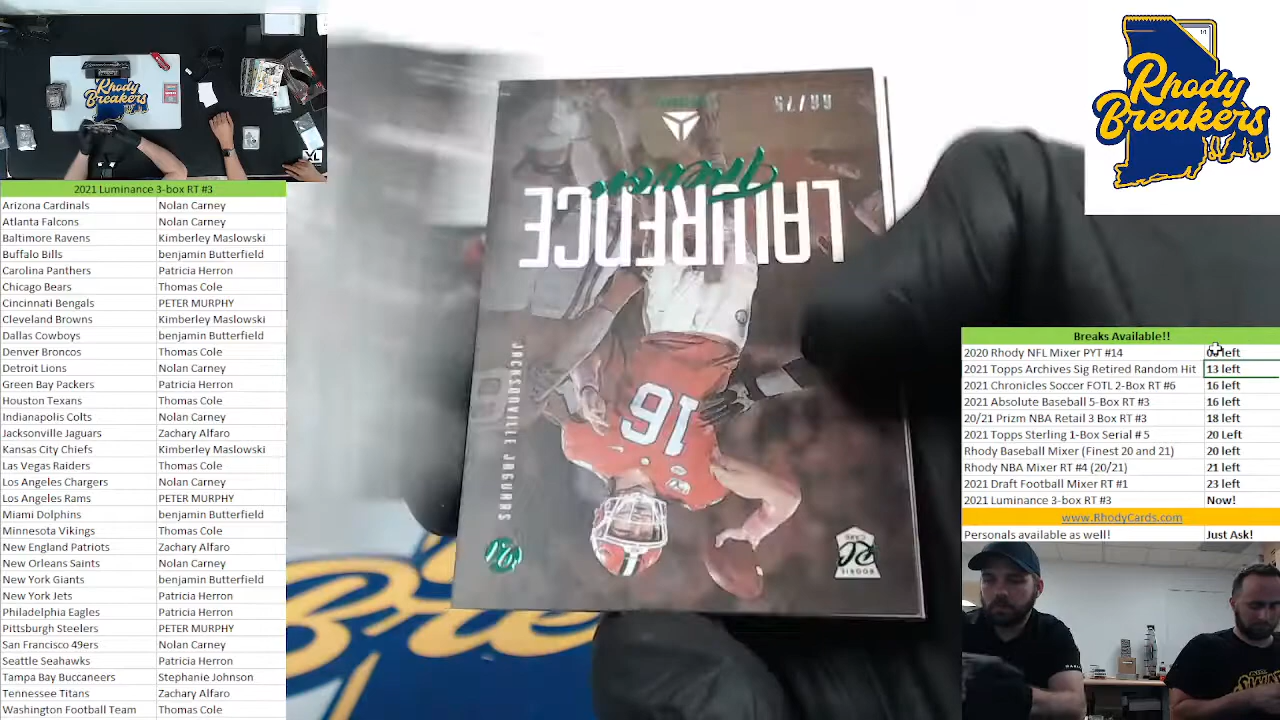 2021 Luminance 3-box RT #3
Arizona Cardinals Nolan Carney
Atlanta Falcons Nolan Carney
Baltimore Ravens Kimberley Maslowski
Buffalo Bills benjamin Butterfield
Carolina Panthers Patricia Herron
Chicago Bears Thomas Cole
Cincinnati Bengals PETER MURPHY
Cleveland Browns Kimberley Maslowski
Dallas Cowboys benjamin Butterfield
Denver Broncos Thomas Cole
Detroit Lions Nolan Carney
Green Bay Packers Patricia Herron
Houston Texans Thomas Cole
Indianapolis Colts Nolan Carney
Jacksonville Jaguars Zachary Alfaro
Kansas City Chiefs Kimberley Maslowski
Las Vegas Raiders Thomas Cole
Los Angeles Chargers Nolan Carney
Los Angeles Rams PETER MURPHY
Miami Dolphins benjamin Butterfield
Minnesota Vikings Thomas Cole
New England Patriots Zachary Alfaro
New Orleans Saints Nolan Carney
New York Giants benjamin Butterfield
New York Jets Patricia Herron
Philadelphia Eagles Patricia Herron
Pittsburgh Steelers PETER MURPHY
San Francisco 49ers Nolan Carney
Seattle Seahawks Patricia Herron
Tampa Bay Buccaneers Stephanie Johnson
Tennessee Titans Zachary Alfaro
Washington Football Team Thomas Cole
Rhody
Breakers
XL
Trevor
LAWRENCE
JACKSONVILLE JAGUARS
16
16
ROOKIE
RC
CARD
Rhody
Breakers
Bre
Breaks Available!!
2020 Rhody NFL Mixer PYT #14 left
2021 Topps Archives Sig Retired Random Hit 13 left
2021 Chronicles Soccer FOTL 2-Box RT #6 16 left
2021 Absolute Baseball 5-Box RT #3 16 left
20/21 Prizm NBA Retail 3 Box RT #3 18 left
2021 Topps Sterling 1-Box Serial # 5 20 Left
Rhody Baseball Mixer (Finest 20 and 21) 20 left
Rhody NBA Mixer RT #4 (20/21) 21 left
2021 Draft Football Mixer RT #1 23 left
2021 Luminance 3-box RT #3 Now!
www.RhodyCards.com
Personals available as well! Just Ask!